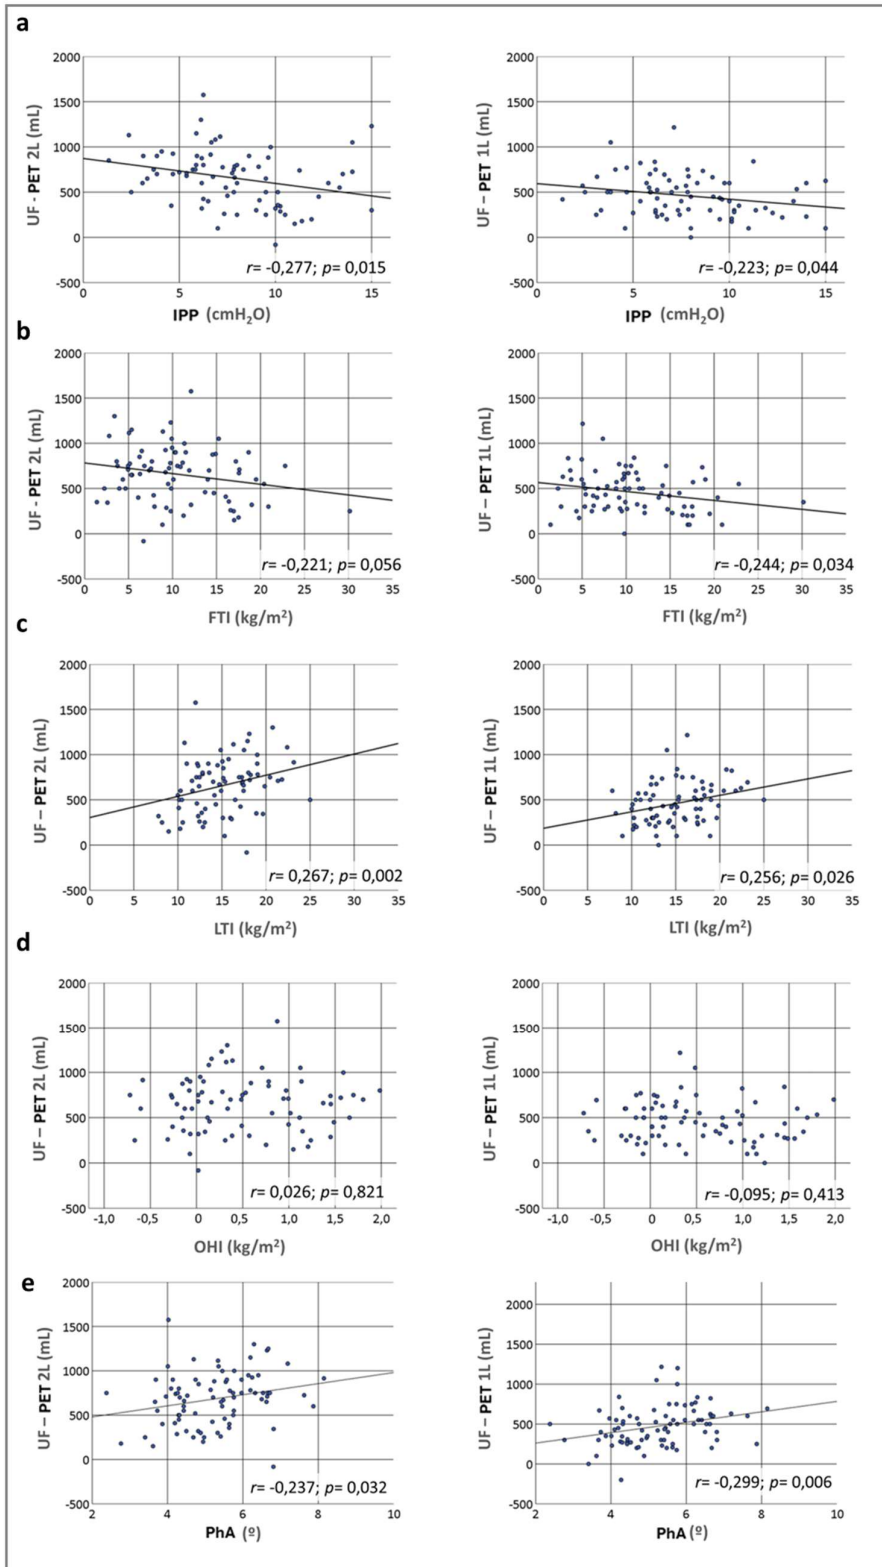 a
UF - PET 2L (mL)
2000
1500
1000
500
0
-500
r= -0,277; p= 0,015
0 5 10 15
IPP (cmH2O)
UF – PET 1L (mL)
2000
1500
1000
500
0
-500
r= -0,223; p= 0,044
0 5 10 15
IPP (cmH2O)
b
UF - PET 2L (mL)
2000
1500
1000
500
0
-500
r= -0,221; p= 0,056
0 5 10 15 20 25 30 35
FTI (kg/m²)
UF – PET 1L (mL)
2000
1500
1000
500
0
-500
r= -0,244; p= 0,034
0 5 10 15 20 25 30 35
FTI (kg/m²)
c
UF – PET 2L (mL)
2000
1500
1000
500
0
-500
r= 0,267; p= 0,002
0 5 10 15 20 25 30 35
LTI (kg/m²)
UF – PET 1L (mL)
2000
1500
1000
500
0
-500
r= 0,256; p= 0,026
0 5 10 15 20 25 30 35
LTI (kg/m²)
d
UF – PET 2L (mL)
2000
1500
1000
500
0
-500
r= 0,026; p= 0,821
-1,0 -0,5 0 0,5 1,0 1,5 2,0
OHI (kg/m²)
UF – PET 1L (mL)
2000
1500
1000
500
0
-500
r= -0,095; p= 0,413
-1,0 -0,5 0 0,5 1,0 1,5 2,0
OHI (kg/m²)
e
UF – PET 2L (mL)
2000
1500
1000
500
0
-500
r= -0,237; p= 0,032
2 4 6 8 10
PhA (º)
UF – PET 1L (mL)
2000
1500
1000
500
0
-500
r= -0,299; p= 0,006
2 4 6 8 10
PhA (º)